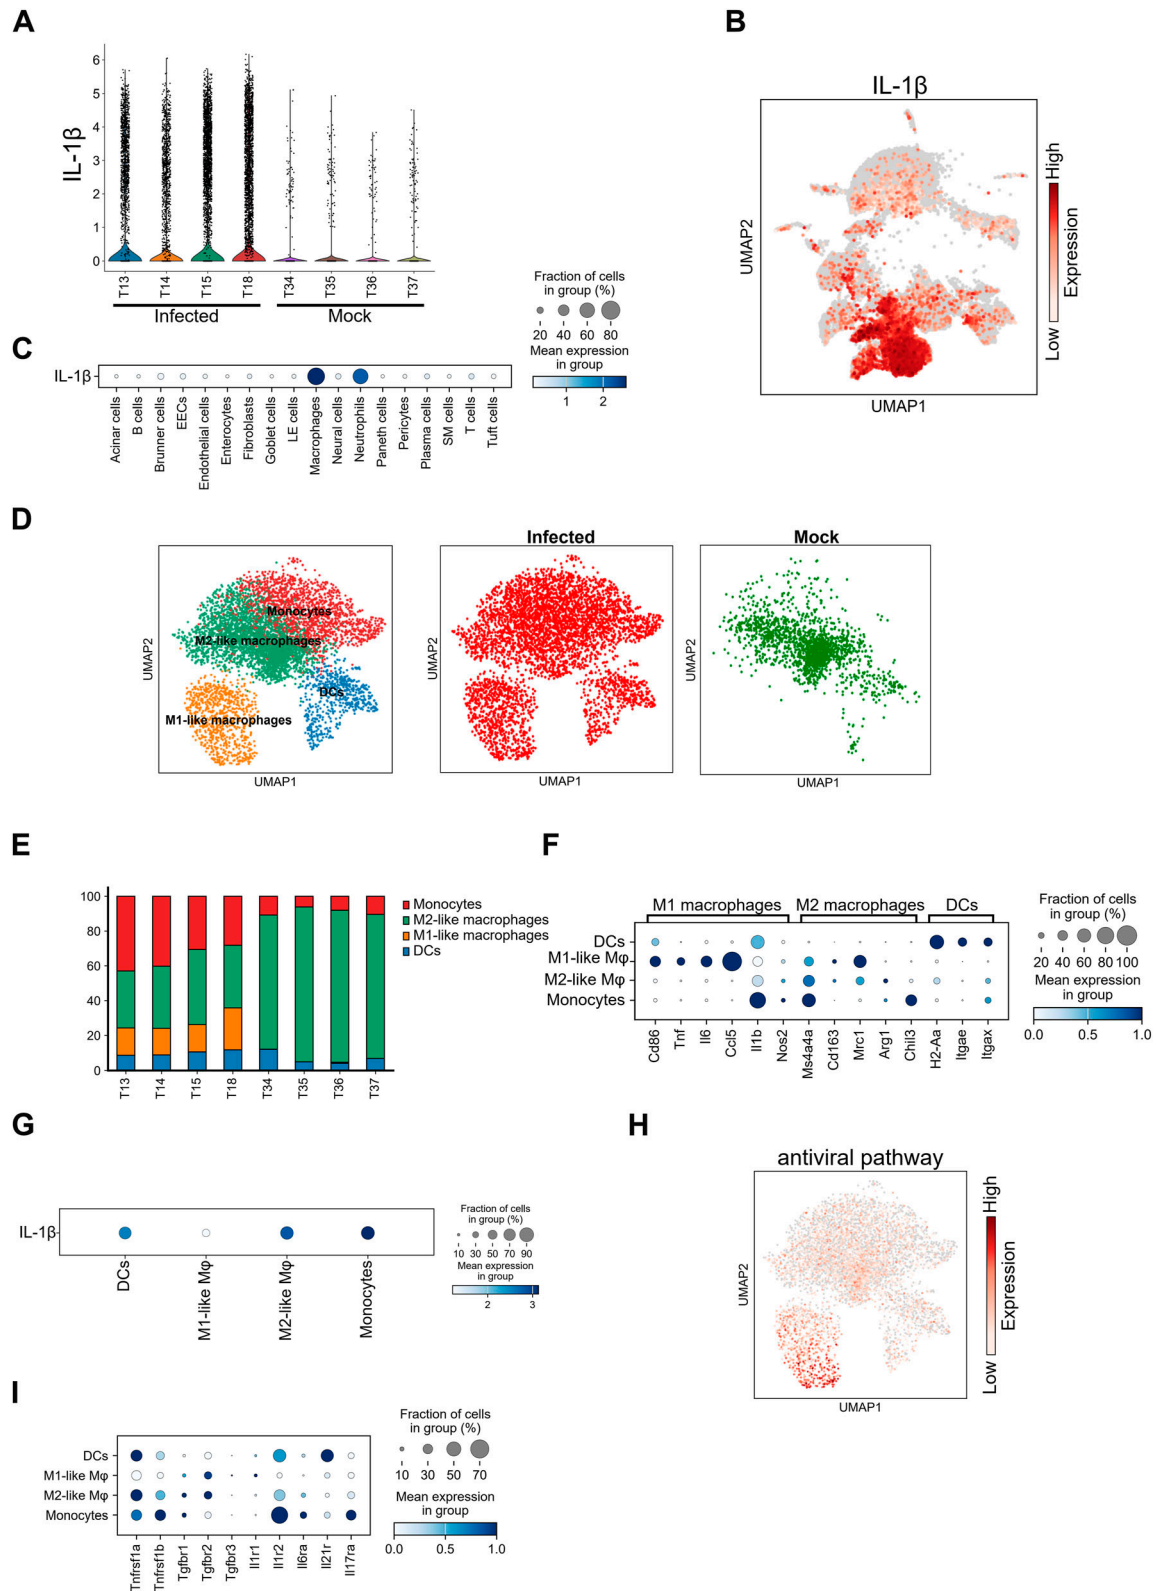 A
IL-1β
6
5
4
3
2
1
0
T13
T14
T15
T18
T34
T35
T36
T37
Infected
Mock
B
IL-1β
UMAP2
UMAP1
High
Expression
Low
C
Fraction of cells
in group (%)
20 40 60 80
Mean expression
in group
1 2
IL-1β
Acinar cells
B cells
Brunner cells
EECs
Endothelial cells
Enterocytes
Fibroblasts
Goblet cells
LE cells
Macrophages
Neural cells
Neutrophils
Paneth cells
Pericytes
Plasma cells
SM cells
T cells
Tuft cells
D
Monocytes
M2-like macrophages
DCs
M1-like macrophages
UMAP2
UMAP1
Infected
UMAP2
UMAP1
Mock
UMAP2
UMAP1
E
100
80
60
40
20
0
T13
T14
T15
T18
T34
T35
T36
T37
Monocytes
M2-like macrophages
M1-like macrophages
DCs
F
M1 macrophages M2 macrophages DCs
DCs
M1-like Mφ
M2-like Mφ
Monocytes
Cd86
Tnf
Il6
Ccl5
Il1b
Nos2
Ms4a4a
Cd163
Mrc1
Arg1
Chil3
H2-Aa
Itgae
Itgax
Fraction of cells
in group (%)
20 40 60 80 100
Mean expression
in group
0.0 0.5 1.0
G
IL-1β
DCs
M1-like Mφ
M2-like Mφ
Monocytes
Fraction of cells
in group (%)
10 30 50 70 90
Mean expression
in group
2 3
H
antiviral pathway
UMAP2
UMAP1
High
Expression
Low
I
DCs
M1-like Mφ
M2-like Mφ
Monocytes
Tnfrsf1a
Tnfrsf1b
Tgfbr1
Tgfbr2
Tgfbr3
Il1r1
Il1r2
Il6ra
Il21r
Il17ra
Fraction of cells
in group (%)
10 30 50 70
Mean expression
in group
0.0 0.5 1.0